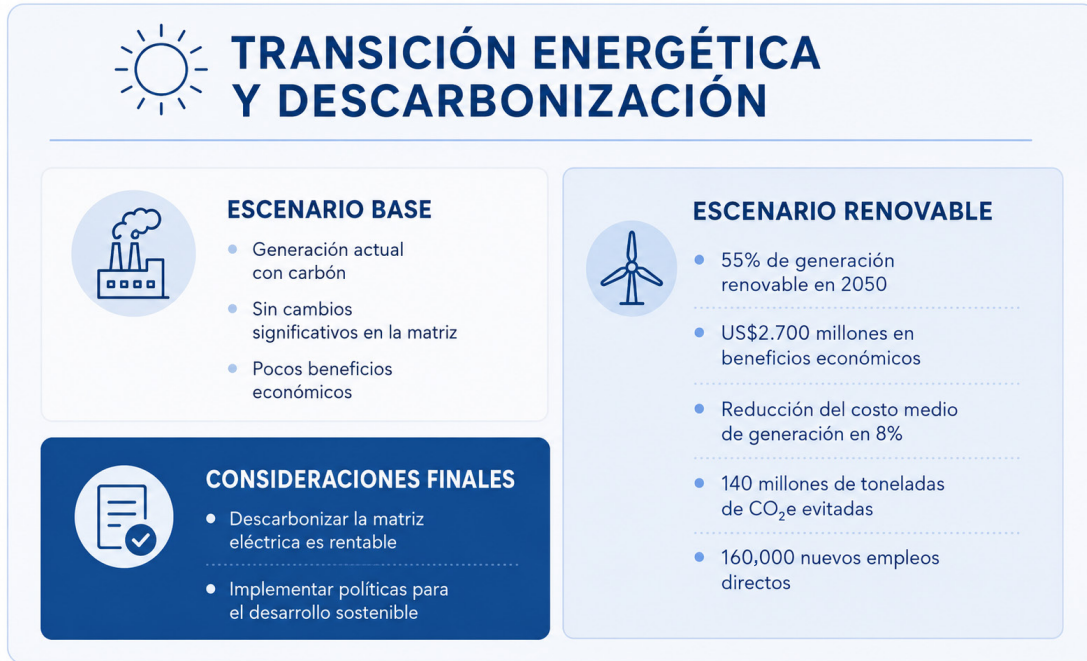 TRANSICIÓN ENERGÉTICA
Y DESCARBONIZACIÓN
ESCENARIO BASE
Generación actual
con carbón
Sin cambios
significativos en la matriz
Pocos beneficios
económicos
CONSIDERACIONES FINALES
Descarbonizar la matriz
eléctrica es rentable
Implementar políticas para
el desarrollo sostenible
ESCENARIO RENOVABLE
55% de generación
renovable en 2050
US$2.700 millones en
beneficios económicos
Reducción del costo medio
de generación en 8%
140 millones de toneladas
de CO₂e evitadas
160,000 nuevos empleos
directos